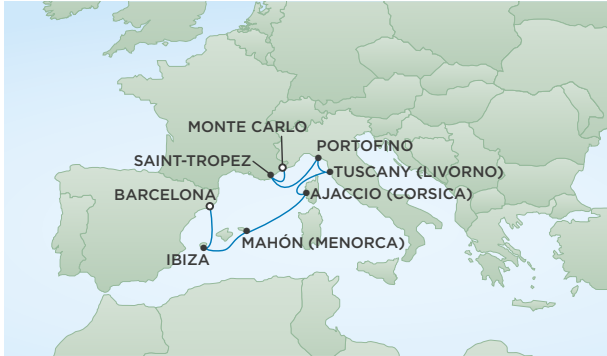 MONTE CARLO
PORTOFINO
SAINT-TROPEZ
TUSCANY (LIVORNO)
BARCELONA
AJACCIO (CORSICA)
MAHÓN (MENORCA)
IBIZA